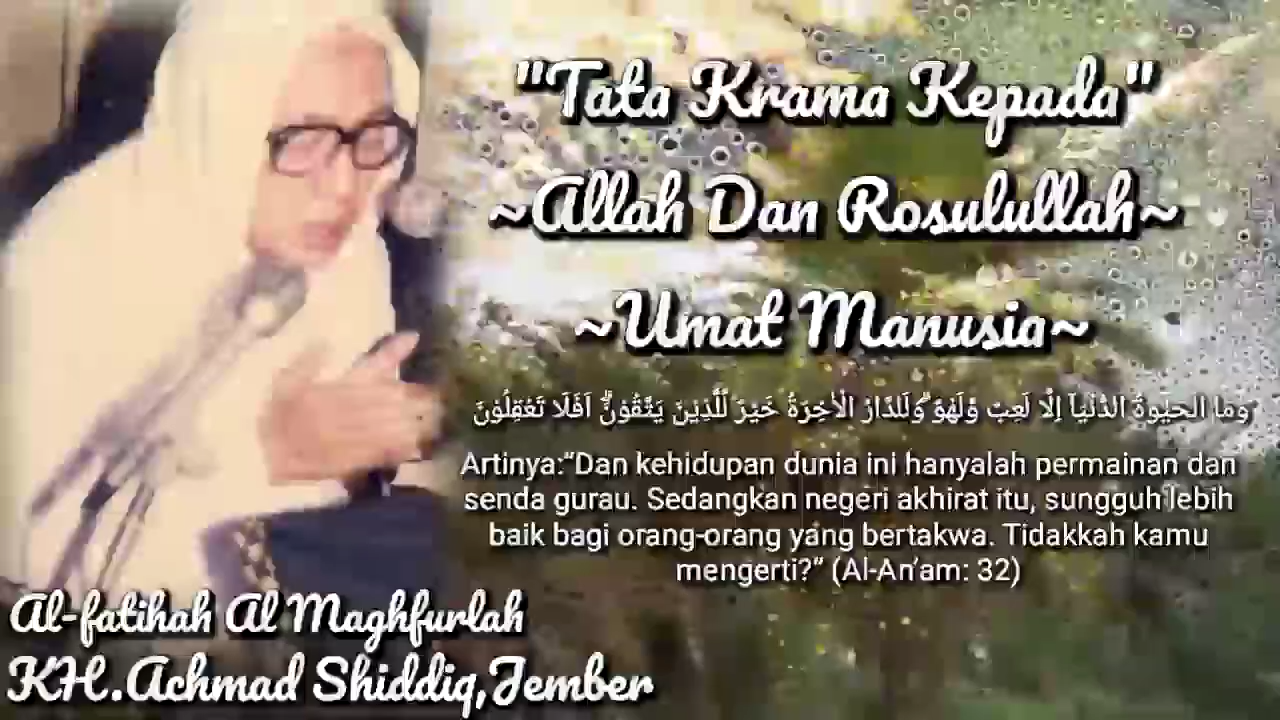 "Tata Krama Kepada"
~Allah Dan Rosulullah~
~Umat Manusia~
وَمَا الْحَيٰوةُ الدُّنْيَآ اِلَّا لَعِبٌ وَّلَهْوٌ ۗوَلَلدَّارُ الْاٰخِرَةُ خَيْرٌ لِّلَّذِيْنَ يَتَّقُوْنَۗ اَفَلَا تَعْقِلُوْنَ
Artinya:“Dan kehidupan dunia ini hanyalah permainan dan
senda gurau. Sedangkan negeri akhirat itu, sungguh lebih
baik bagi orang-orang yang bertakwa. Tidakkah kamu
mengerti?” (Al-An’am: 32)
Al-fatihah Al Maghfurlah
KH.Achmad Shiddiq,Jember